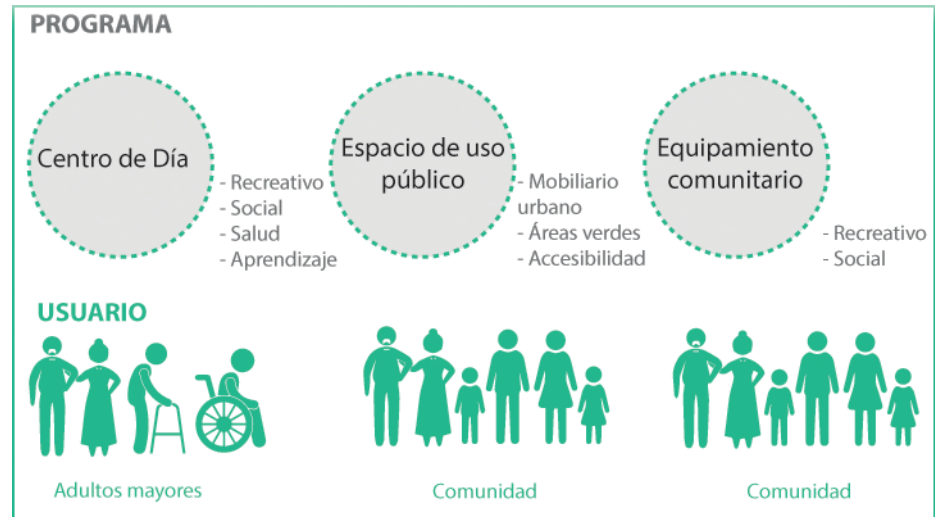 PROGRAMA
Centro de Día
- Recreativo
- Social
- Salud
- Aprendizaje
Espacio de uso
público
- Mobiliario
urbano
- Áreas verdes
- Accesibilidad
Equipamiento
comunitario
- Recreativo
- Social
USUARIO
Adultos mayores
Comunidad
Comunidad